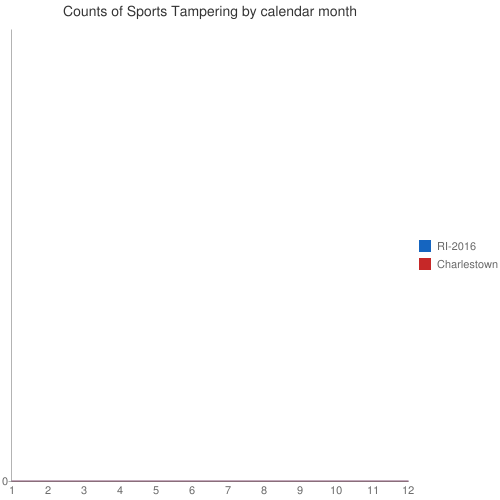 Counts of Sports Tampering by calendar month
RI-2016
Charlestown
0
1 2 3 4 5 6 7 8 9 10 11 12